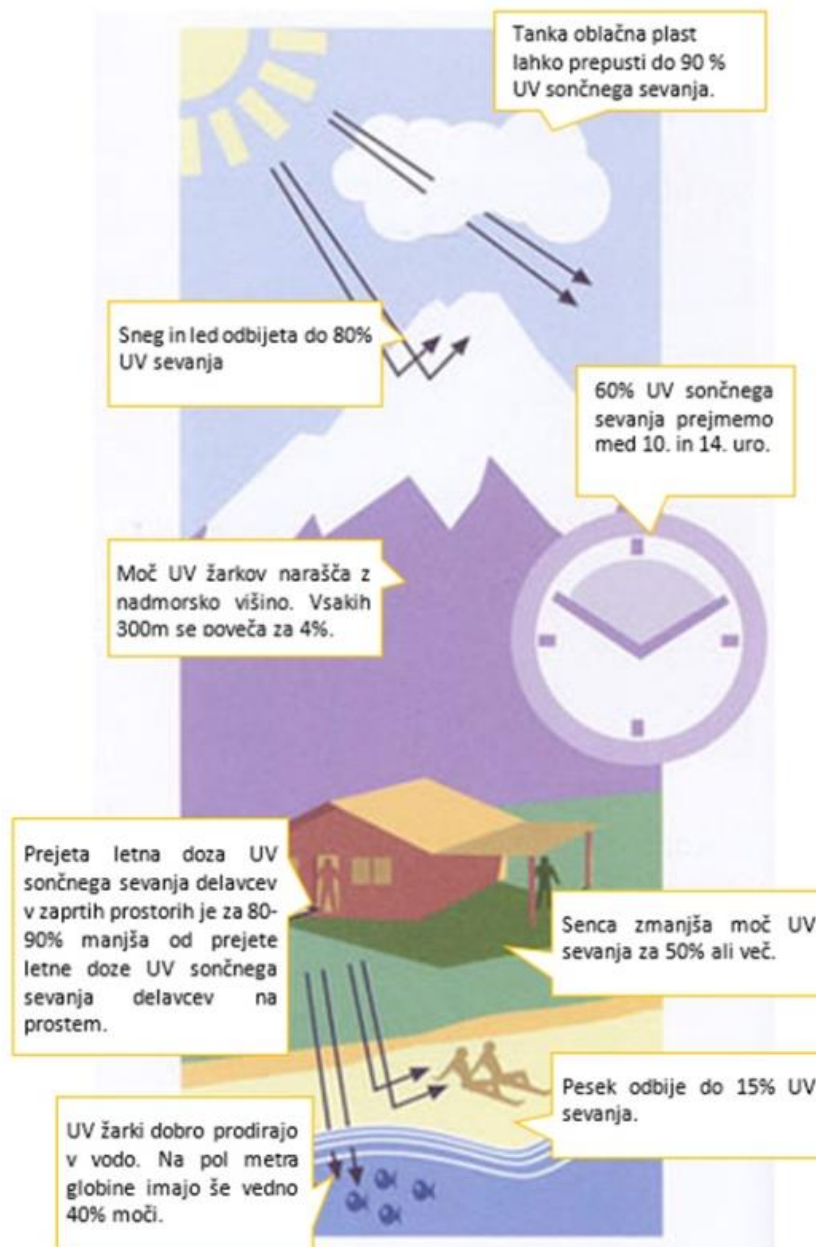 Tanka oblačna plast
lahko prepusti do 90 %
UV sončnega sevanja.
Sneg in led odbijeta do 80%
UV sevanja
60% UV sončnega
sevanja prejmemo
med 10. in 14. uro.
Moč UV žarkov narašča z
nadmorsko višino. Vsakih
300m se poveča za 4%.
Prejeta letna doza UV
sončnega sevanja delavcev
v zaprtih prostorih je za 80-
90% manjša od prejete
letne doze UV sončnega
sevanja delavcev na
prostem.
Senca zmanjša moč UV
sevanja za 50% ali več.
Pesek odbije do 15% UV
sevanja.
UV žarki dobro prodirajo
v vodo. Na pol metra
globine imajo še vedno
40% moči.